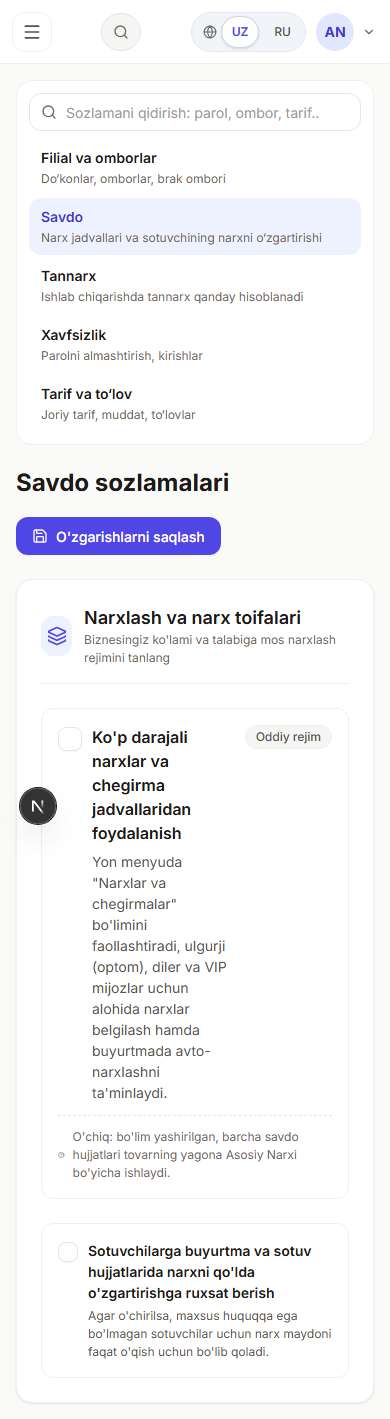 UZ RU AN
Sozlamani qidirish: parol, ombor, tarif..
Filial va omborlar
Do‘konlar, omborlar, brak ombori
Savdo
Narx jadvallari va sotuvchining narxni o‘zgartirishi
Tannarx
Ishlab chiqarishda tannarx qanday hisoblanadi
Xavfsizlik
Parolni almashtirish, kirishlar
Tarif va to‘lov
Joriy tarif, muddat, to‘lovlar
Savdo sozlamalari
O'zgarishlarni saqlash
Narxlash va narx toifalari
Biznesingiz ko'lami va talabiga mos narxlash
rejimini tanlang
Ko'p darajali
narxlar va
chegirma
jadvallaridan
foydalanish
Oddiy rejim
Yon menyuda
"Narxlar va
chegirmalar"
bo'limini
faollashtiradi, ulgurji
(optom), diler va VIP
mijozlar uchun
alohida narxlar
belgilash hamda
buyurtmada avto-
narxlashni
ta'minlaydi.
N
O'chiq: bo'lim yashirilgan, barcha savdo
hujjatlari tovarning yagona Asosiy Narxi
bo'yicha ishlaydi.
Sotuvchilarga buyurtma va sotuv
hujjatlarida narxni qo'lda
o'zgartirishga ruxsat berish
Agar o'chirilsa, maxsus huquqqa ega
bo'lmagan sotuvchilar uchun narx maydoni
faqat o'qish uchun bo'lib qoladi.